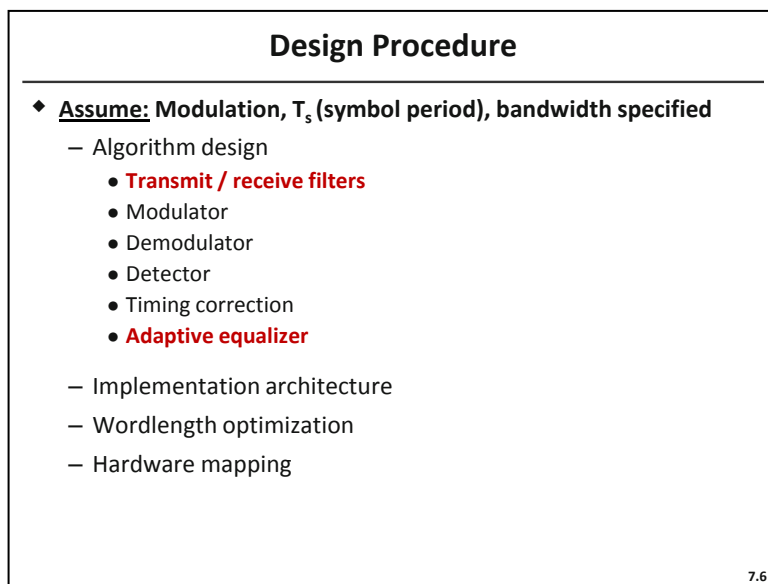 Design Procedure
◆ Assume: Modulation, Ts (symbol period), bandwidth specified
– Algorithm design
● Transmit / receive filters
● Modulator
● Demodulator
● Detector
● Timing correction
● Adaptive equalizer
– Implementation architecture
– Wordlength optimization
– Hardware mapping
7.6